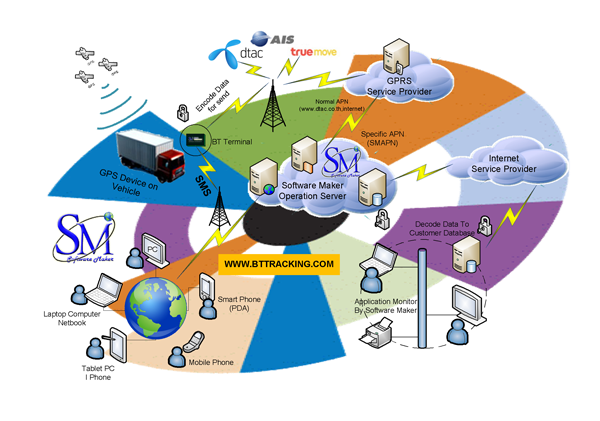 AIS
dtac
truemove
GPRS
Service Provider
Encode Data
for send
Normal APN
(www.dtac.co.th,internet)
BT Terminal
Specific APN
(SMAPN)
GPS Device on
Vehicle
SMS
SM
Software Maker
Software Maker
Operation Server
Internet
Service Provider
SM
Software Maker
PC
WWW.BTTRACKING.COM
Decode Data To
Customer Database
Laptop Computer
Netbook
Smart Phone
(PDA)
Application Monitor
By Software Maker
Tablet PC
I Phone
Mobile Phone